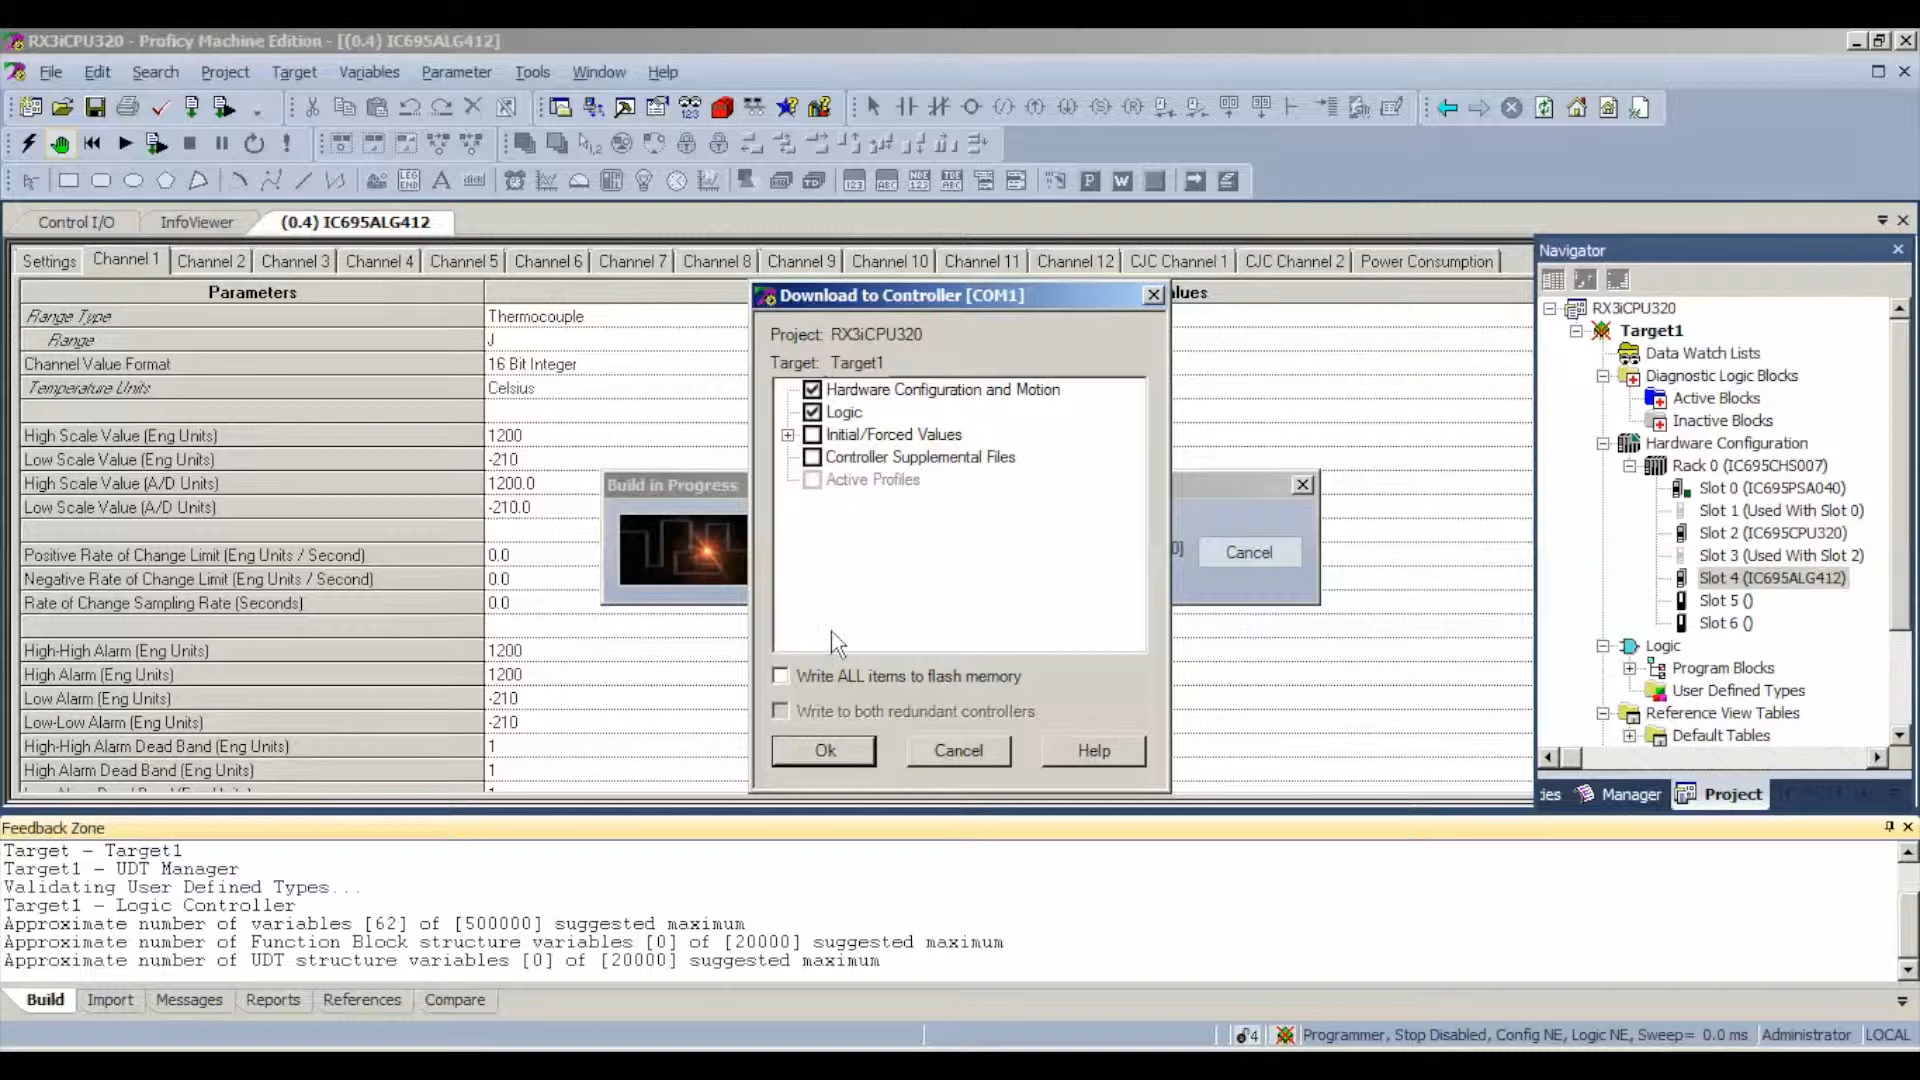 RX3iCPU320 - Proficy Machine Edition - [(0.4) IC695ALG412]
File Edit Search Project Target Variables Parameter Tools Window Help
Control I/O InfoViewer (0.4) IC695ALG412
Settings Channel 1 Channel 2 Channel 3 Channel 4 Channel 5 Channel 6 Channel 7 Channel 8 Channel 9 Channel 10 Channel 11 Channel 12 CJC Channel 1 CJC Channel 2 Power Consumption
Parameters
Range Type Thermocouple
Range J
Channel Value Format 16 Bit Integer
Temperature Units Celsius
High Scale Value (Eng Units) 1200
Low Scale Value (Eng Units) -210
High Scale Value (A/D Units) 1200.0
Low Scale Value (A/D Units) -210.0
Positive Rate of Change Limit (Eng Units / Second) 0.0
Negative Rate of Change Limit (Eng Units / Second) 0.0
Rate of Change Sampling Rate (Seconds) 0.0
High-High Alarm (Eng Units) 1200
High Alarm (Eng Units) 1200
Low Alarm (Eng Units) -210
Low-Low Alarm (Eng Units) -210
High-High Alarm Dead Band (Eng Units) 1
High Alarm Dead Band (Eng Units) 1
Build in Progress
Cancel
Download to Controller [COM1]
Project: RX3iCPU320
Target: Target1
Hardware Configuration and Motion
Logic
Initial/Forced Values
Controller Supplemental Files
Active Profiles
Write ALL items to flash memory
Write to both redundant controllers
Ok Cancel Help
Navigator
RX3iCPU320
Target1
Data Watch Lists
Diagnostic Logic Blocks
Active Blocks
Inactive Blocks
Hardware Configuration
Rack 0 (IC695CHS007)
Slot 0 (IC695PSA040)
Slot 1 (Used With Slot 0)
Slot 2 (IC695CPU320)
Slot 3 (Used With Slot 2)
Slot 4 (IC695ALG412)
Slot 5 ()
Slot 6 ()
Logic
Program Blocks
User Defined Types
Reference View Tables
Default Tables
Manager Project
Feedback Zone
Target - Target1
Target1 - UDT Manager
Validating User Defined Types...
Target1 - Logic Controller
Approximate number of variables [62] of [500000] suggested maximum
Approximate number of Function Block structure variables [0] of [20000] suggested maximum
Approximate number of UDT structure variables [0] of [20000] suggested maximum
Build Import Messages Reports References Compare
4 Programmer, Stop Disabled, Config NE, Logic NE, Sweep= 0.0 ms Administrator LOCAL